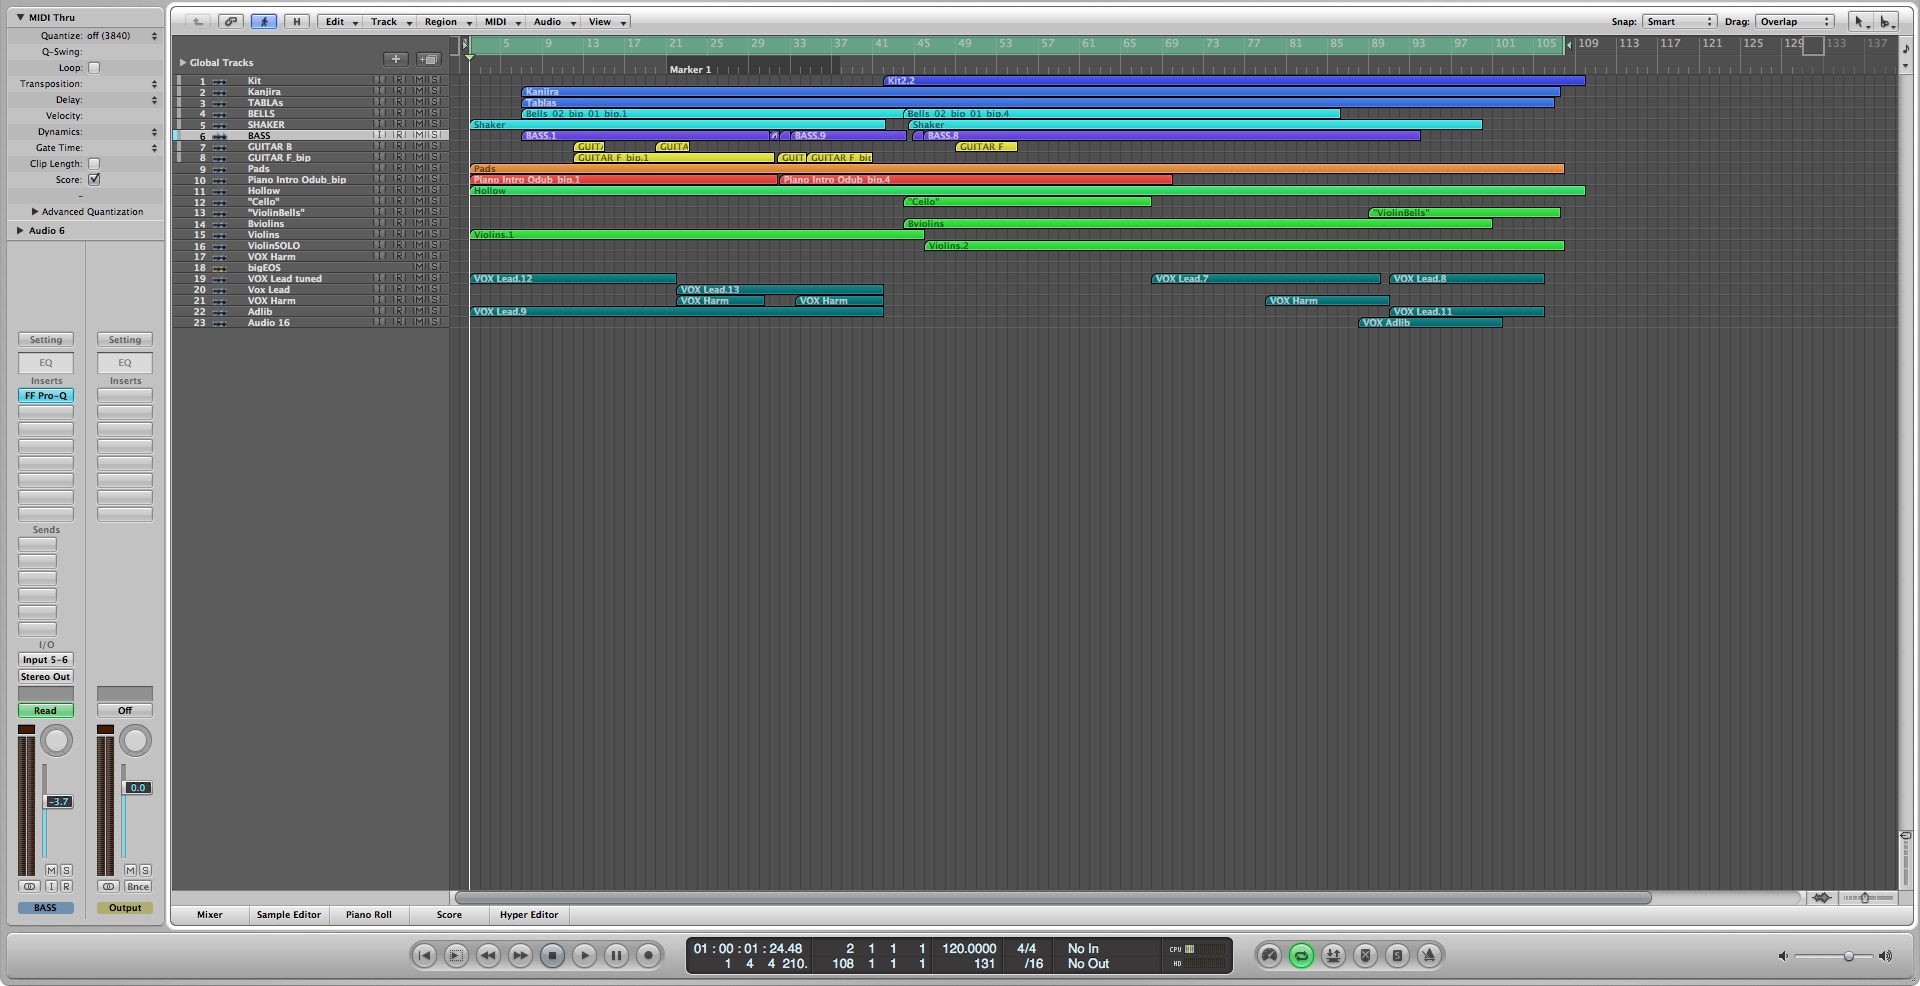 MIDI Thru
Quantize: off (3840)
Q-Swing:
Loop:
Transposition:
Delay:
Velocity:
Dynamics:
Gate Time:
Clip Length:
Score:
Advanced Quantization
Audio 6
Setting Setting
EQ EQ
Inserts Inserts
FF Pro-Q
Sends
I/O
Input 5-6
Stereo Out
Read Off
-3.7 0.0
M S M S
I R Bnce
BASS Output
H Edit Track Region MIDI Audio View
Snap: Smart Drag: Overlap
5 9 13 17 21 25 29 33 37 41 45 49 53 57 61 65 69 73 77 81 85 89 93 97 101 105 109 113 117 121 125 129 133 137
Global Tracks
Marker 1
1 Kit I R M S Kit2.2
2 Kanjira I R M S Kanjira
3 TABLAs I R M S Tablas
4 BELLS I R M S Bells_02_bip_01_bip.1 Bells_02_bip_01_bip.4
5 SHAKER I R M S Shaker Shaker
6 BASS I R M S BASS.1 BASS.9 BASS.8
7 GUITAR B I R M S GUITA GUITA GUITAR F
8 GUITAR F_bip I R M S GUITAR F_bip.1 GUIT GUITAR F_bip
9 Pads I R M S Pads
10 Piano Intro Odub_bip I R M S Piano Intro Odub_bip.1 Piano Intro Odub_bip.4
11 Hollow I R M S Hollow
12 "Cello" I R M S "Cello"
13 "ViolinBells" I R M S "ViolinBells"
14 Bviolins I R M S Bviolins
15 Violins I R M S Violins.1
16 ViolinSOLO I R M S Violins.2
17 VOX Harm I R M S
18 bigEOS
19 VOX Lead tuned I R M S VOX Lead.12 VOX Lead.7 VOX Lead.8
20 Vox Lead I R M S VOX Lead.13
21 VOX Harm I R M S VOX Harm VOX Harm VOX Harm
22 Adlib I R M S VOX Lead.9 VOX Lead.11
23 Audio 16 I R M S VOX Adlib
Mixer Sample Editor Piano Roll Score Hyper Editor
01 : 00 : 01 : 24.48 2 1 1 1 120.0000 4/4 No In CPU
1 4 4 210. 108 1 1 1 131 /16 No Out HD
S